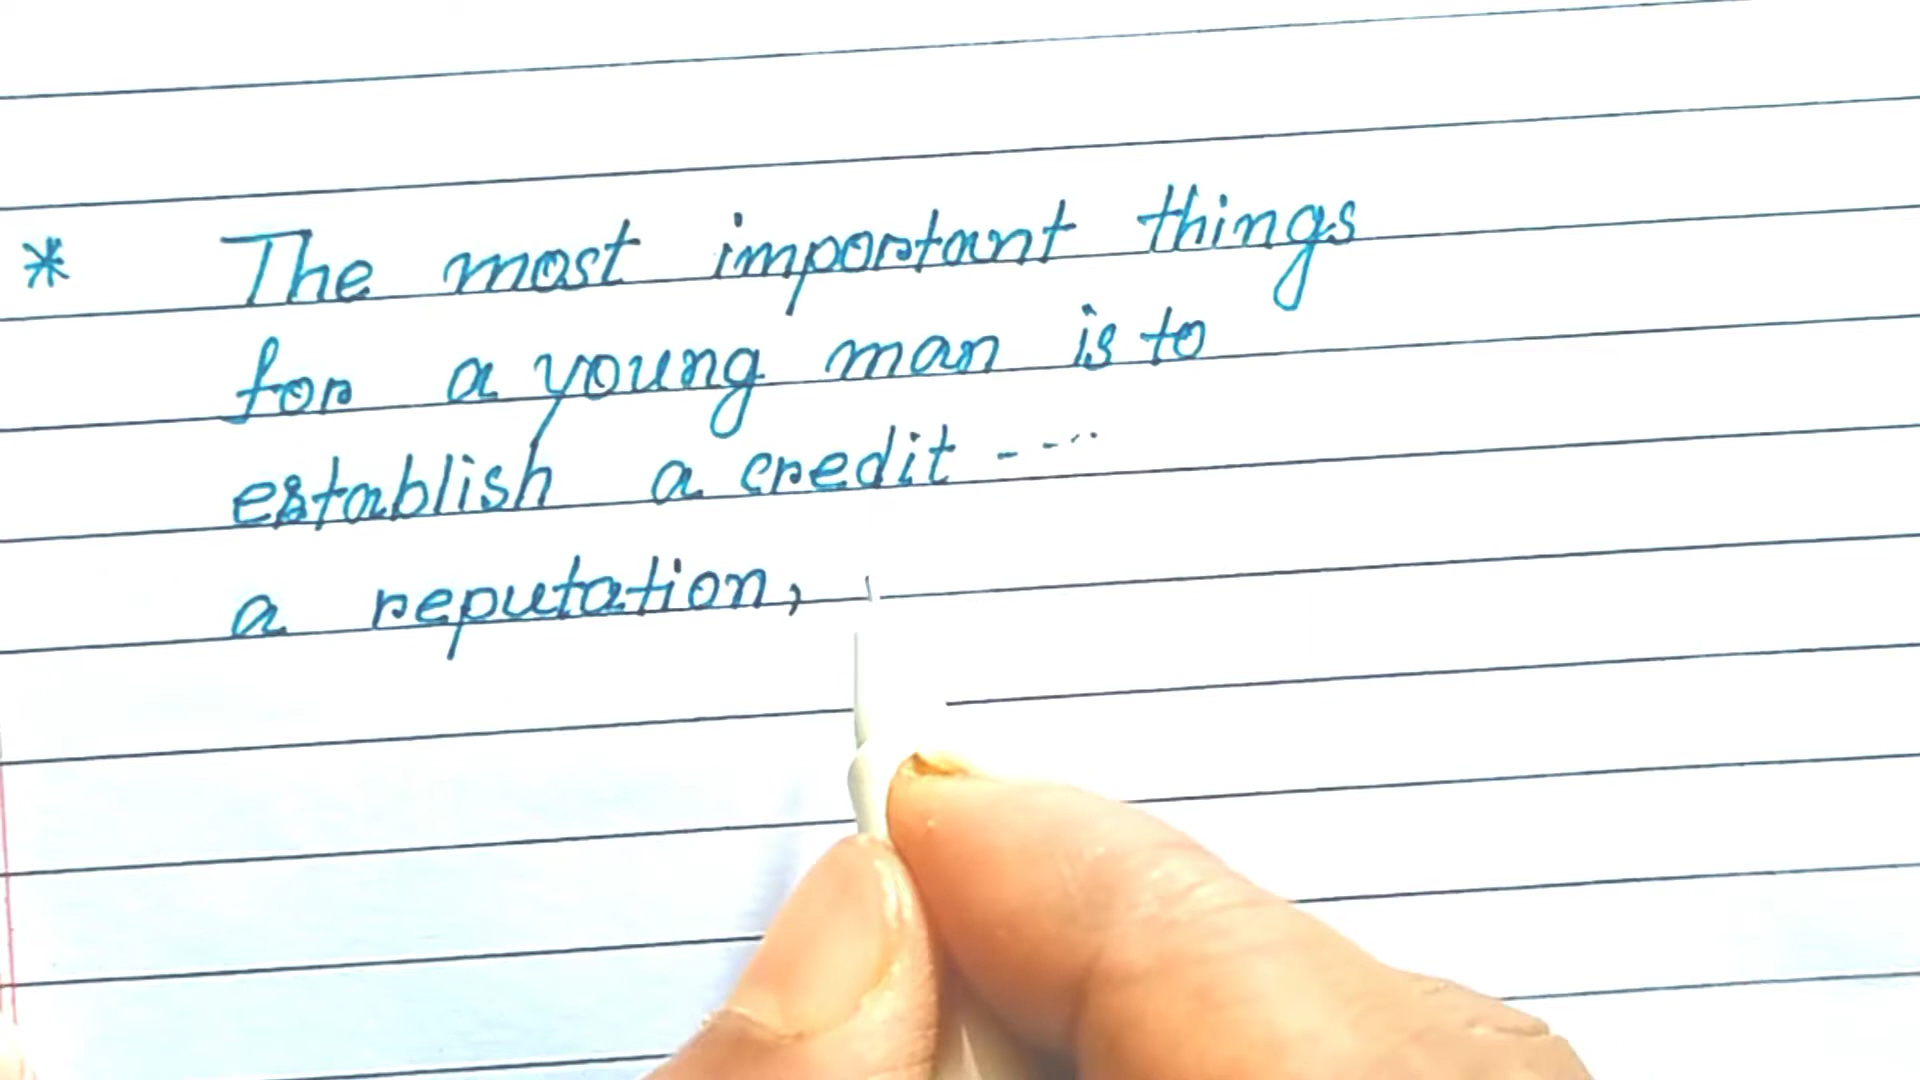 * The most important things
for a young man is to
establish a credit ----
a reputation,